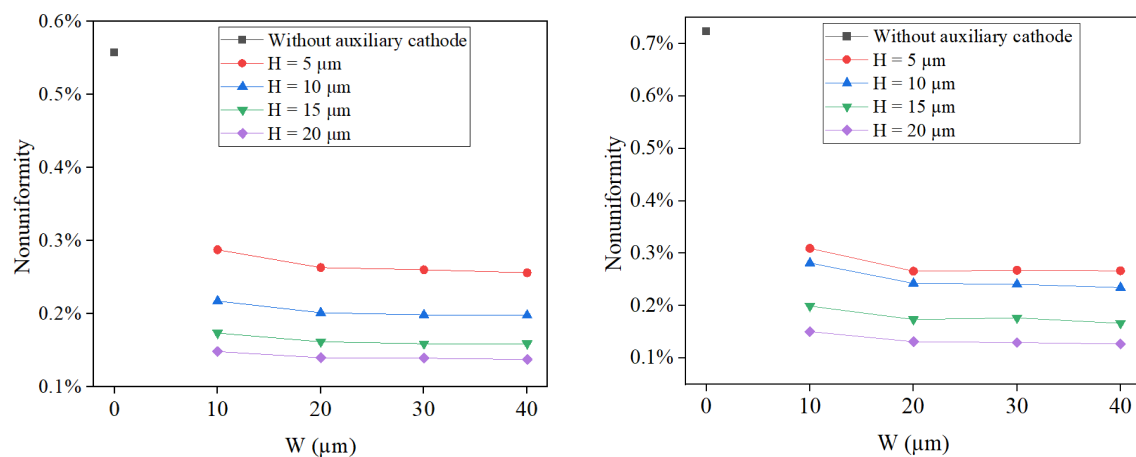 0.6%
0.5%
0.4%
0.3%
0.2%
0.1%
Nonuniformity
Without auxiliary cathode
H = 5 µm
H = 10 µm
H = 15 µm
H = 20 µm
0 10 20 30 40
W (µm)
0.7%
0.6%
0.5%
0.4%
0.3%
0.2%
0.1%
Nonuniformity
Without auxiliary cathode
H = 5 µm
H = 10 µm
H = 15 µm
H = 20 µm
0 10 20 30 40
W (µm)